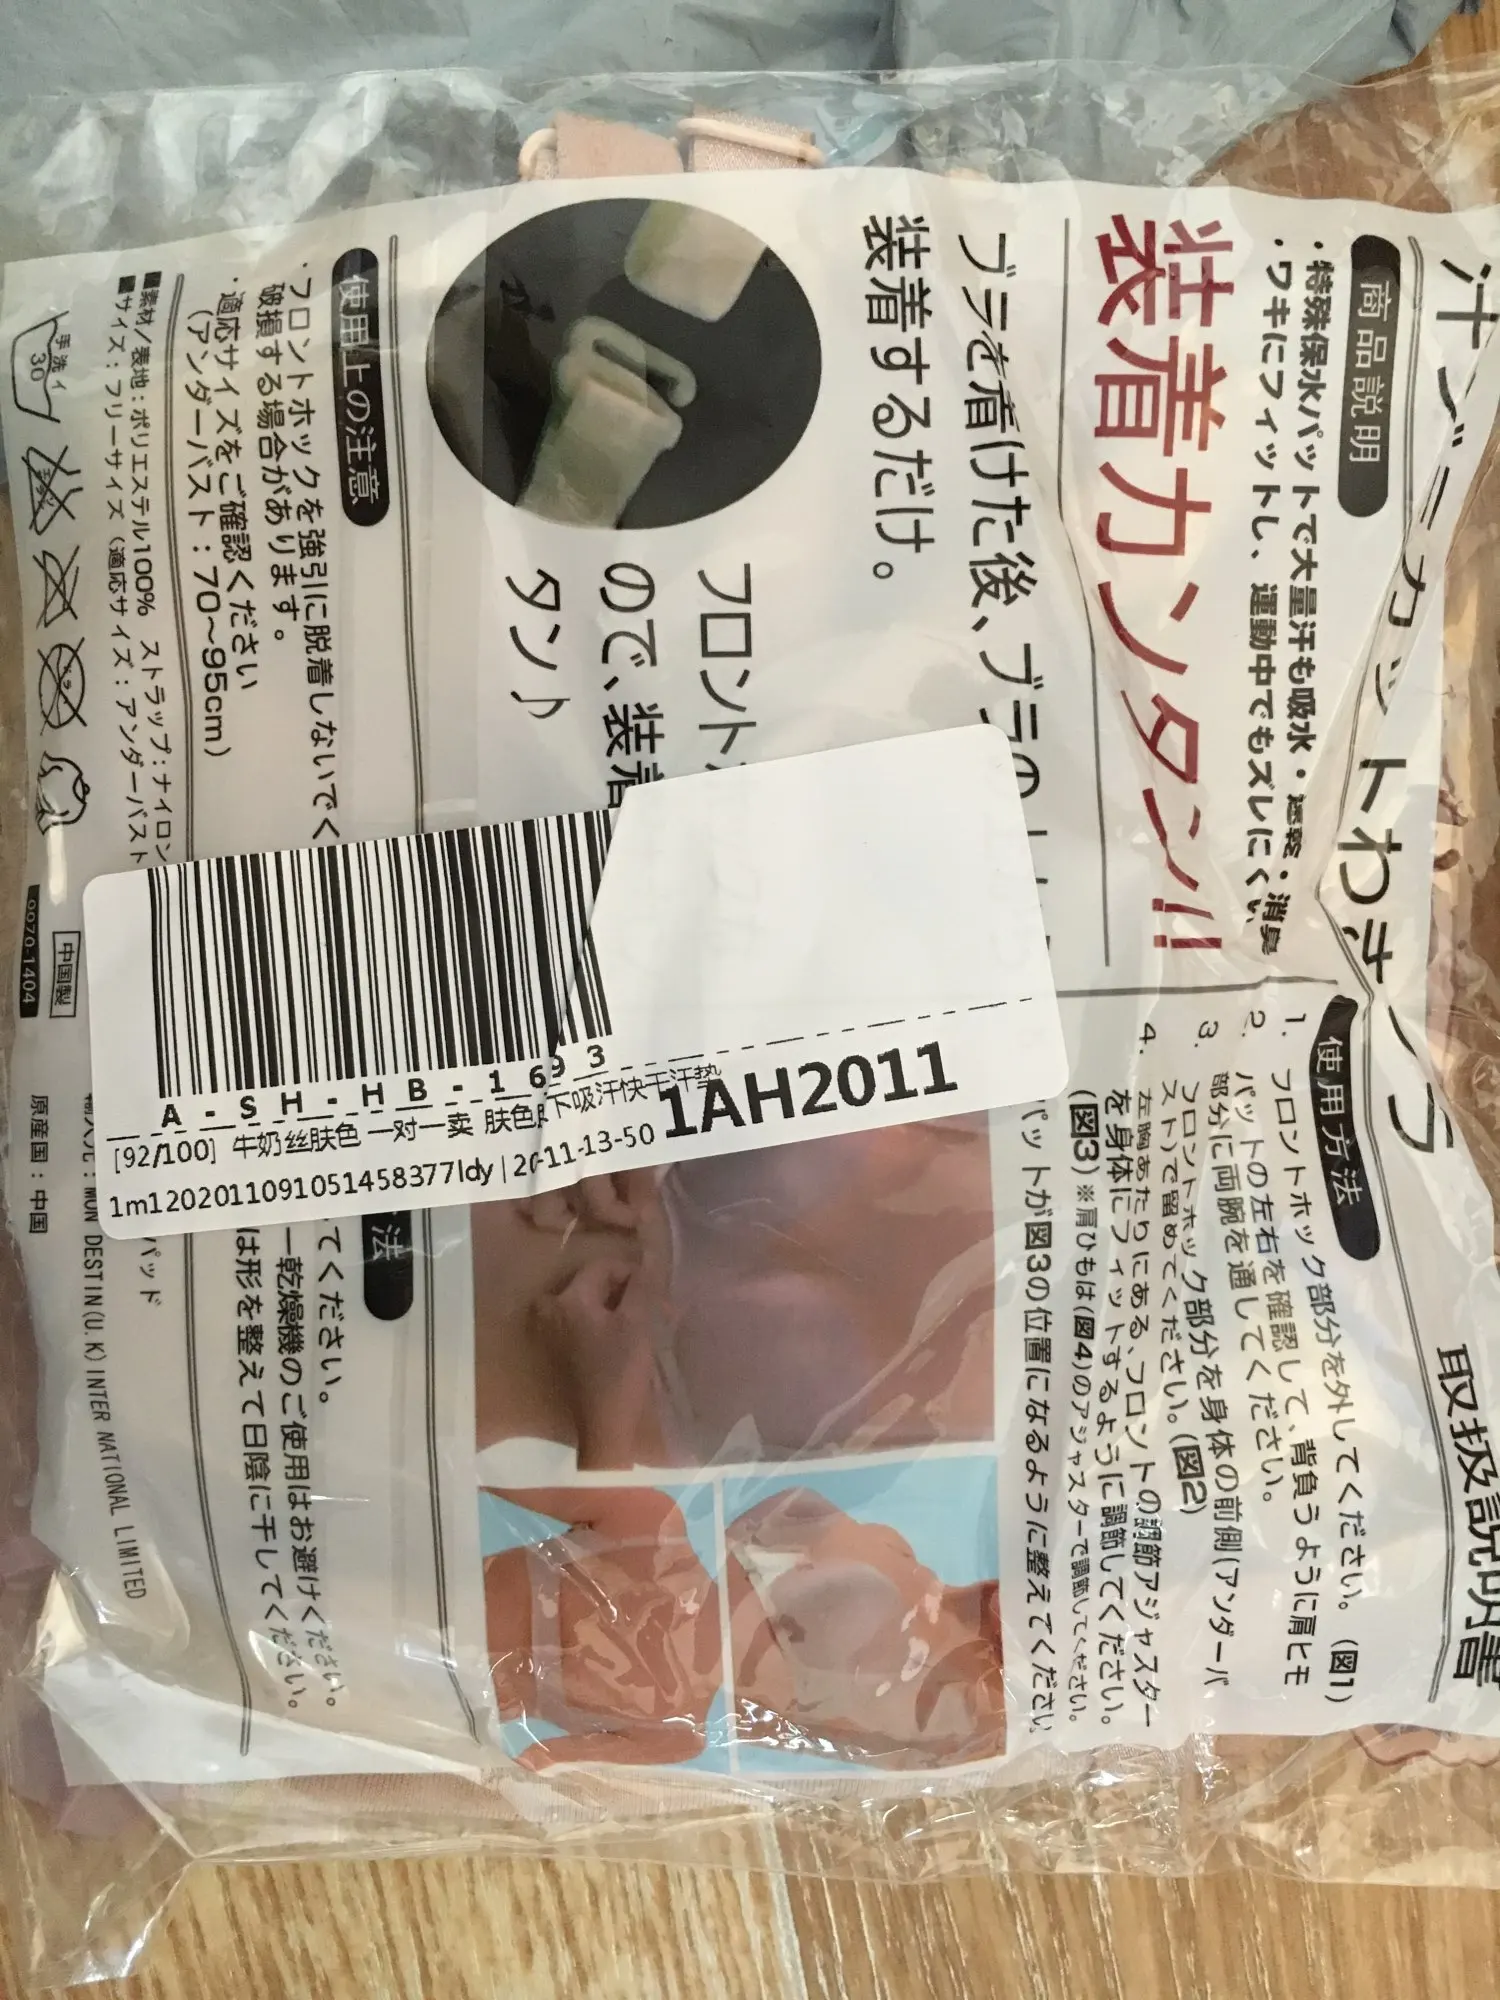 汗ジミカットわきブラ
取扱説明書
商品説明
・特殊保水パットで大量汗も吸水・速乾・消臭
・ワキにフィットし、運動中でもズレにくい
装着カンタン!!
ブラを着けた後、ブラの
装着するだけ。
フロント
ので、装着
タン♪
使用上の注意
・フロントホックを強引に脱着しないでく
破損する場合があります。
・適応サイズをご確認ください
(アンダーバスト:70～95cm)
■素材/表地:ポリエステル100% ストラップ:ナイロン
■サイズ:フリーサイズ(適応サイズ:アンダーバスト
手洗イ
30
中国製
0970-1404
使用方法
1. フロントホック部分を外してください。(図1)
2. パットの左右を確認して、背負うように肩ヒモ
部分に両腕を通してください。
3. フロントホック部分を身体の前側(アンダーバ
スト)で留めてください。(図2)
4. 左胸あたりにある、フロントの調節アジャスター
を身体にフィットするように調節してください。
(図3)※肩ひもは(図4)のアジャスターで調節してください。
パットが図3の位置になるように整えてください
法
てください。
乾燥機のご使用はお避けください。
は形を整えて日陰に干してください。
パッド
輸入元:MON DESTIN(U.K)INTER NATIONAL LIMITED
原産国:中国
A-SH-HB-1693
[92/100] 牛奶丝肤色 一对一卖 肤色 下吸汗快干汗垫
1m1202011091051458377ldy | 20-11-13-50
1AH2011